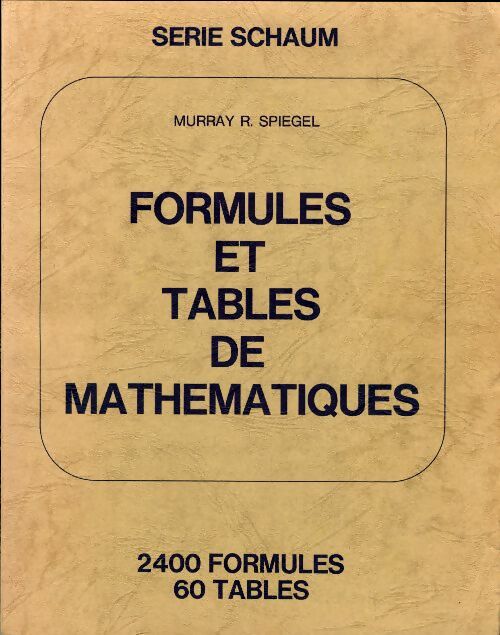 SERIE SCHAUM
MURRAY R. SPIEGEL
FORMULES
ET
TABLES
DE
MATHEMATIQUES
2400 FORMULES
60 TABLES